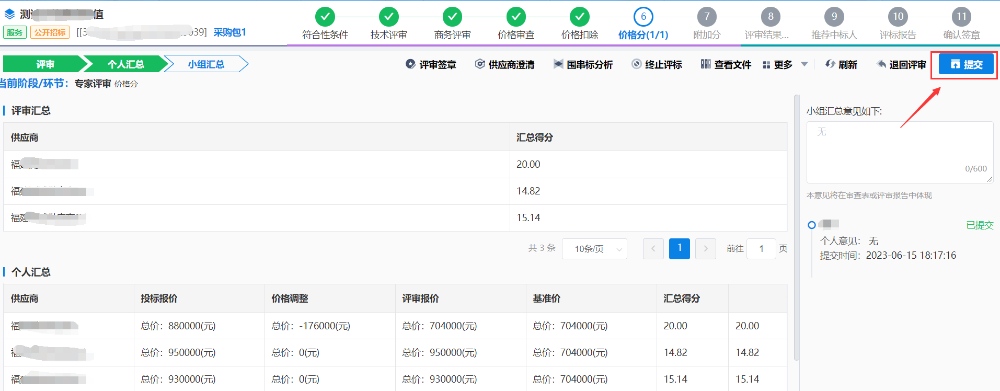 测 值
服务 公开招标 [[3 039] 采购包1
6 7 8 9 10 11
符合性条件 技术评审 商务评审 价格审查 价格扣除 价格分(1/1) 附加分 评审结果... 推荐中标人 评标报告 确认签章
评审 个人汇总 小组汇总
评审签章 供应商澄清 围串标分析 终止评标 查看文件 更多 刷新 退回评审 提交
当前阶段/环节： 专家评审 价格分
评审汇总
供应商 汇总得分
福 20.00
福 14.82
福建 15.14
共 3 条 10条/页 1 前往 1 页
个人汇总
供应商 投标报价 价格调整 评审报价 基准价 汇总得分
福 总价：880000(元) 总价：-176000(元) 总价：704000(元) 总价：704000(元) 20.00 20.00
总价：950000(元) 总价：0(元) 总价：950000(元) 总价：704000(元) 14.82 14.82
福 总价：930000(元) 总价：0(元) 总价：930000(元) 总价：704000(元) 15.14 15.14
小组汇总意见如下:
无
0/600
本意见将在审查表或评审报告中体现
已提交
个人意见： 无
提交时间：2023-06-15 18:17:16